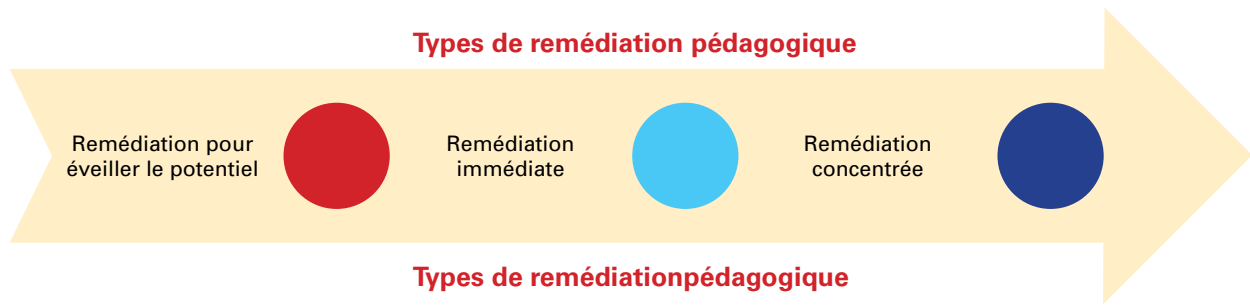 Types de remédiation pédagogique
Remédiation pour
éveiller le potentiel
Remédiation
immédiate
Remédiation
concentrée
Types de remédiationpédagogique